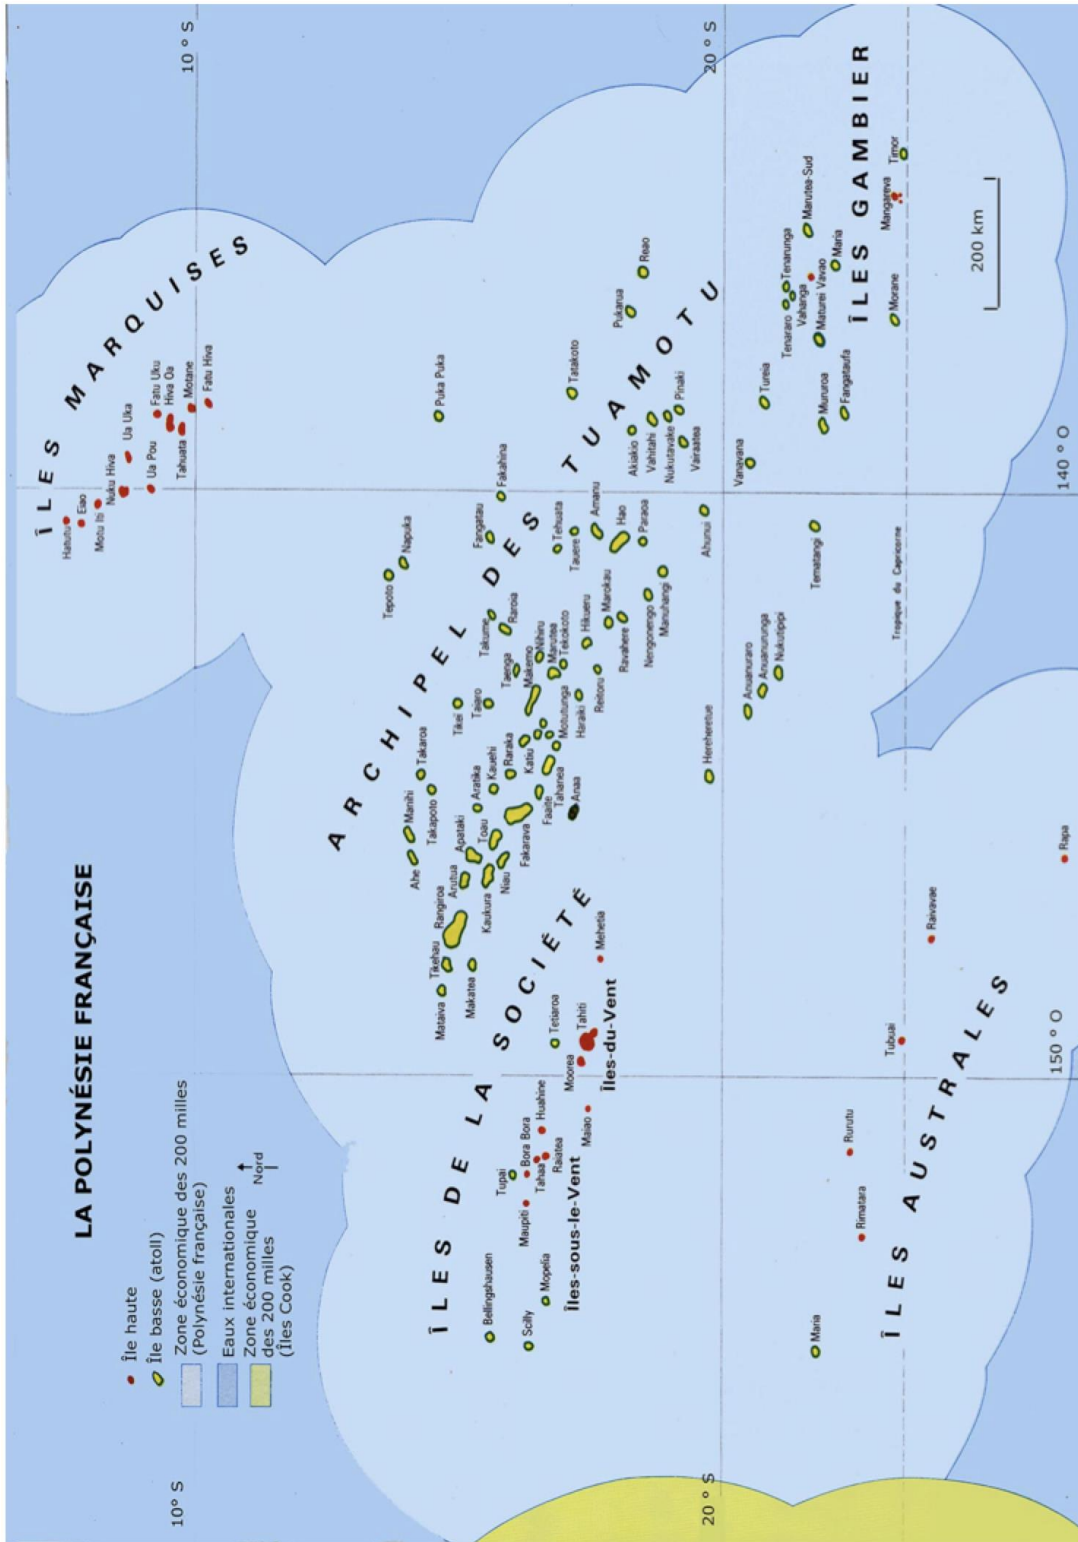 LA POLYNÉSIE FRANÇAISE
Île haute
Île basse (atoll)
Zone économique des 200 milles
(Polynésie française)
Eaux internationales
Zone économique
des 200 milles
(Îles Cook)
Nord
10° S
10° S
20° S
20° S
140° O
150° O
200 km
Tropique du Capricorne
ÎLES MARQUISES
Hatutu
Eiao
Motu Iti
Nuku Hiva
Ua Uka
Ua Pou
Fatu Uku
Hiva Oa
Tahuata
Motane
Fatu Hiva
ARCHIPEL DES TUAMOTU
Mataiva
Tikehau
Rangiroa
Makatea
Ahe
Manihi
Takapoto
Takaroa
Arutua
Apataki
Kaukura
Toau
Niau
Aratika
Kauehi
Fakarava
Raraka
Faaite
Katiu
Tahanea
Anaa
Motutunga
Tikei
Taiaro
Tepoto
Napuka
Puka Puka
Takume
Raroia
Taenga
Makemo
Nihiru
Marutea
Tekokoto
Haraiki
Reitoru
Hikueru
Marokau
Ravahere
Nengonengo
Manuhangi
Fangatau
Fakahina
Tehuata
Tauere
Amanu
Hao
Paraoa
Ahunui
Tatakoto
Akiakio
Vahitahi
Nukutavake
Pinaki
Vairaatea
Pukarua
Reao
Hereheretue
Anuanuraro
Anuanurunga
Nukutipipi
Vanavana
Tureia
Tematangi
Mururoa
Fangataufa
Tenararo
Tenarunga
Vahanga
Maturei Vavao
Marutea-Sud
Maria
ÎLES GAMBIER
Morane
Mangareva
Timor
ÎLES DE LA SOCIÉTÉ
Bellingshausen
Scilly
Mopelia
Maupiti
Tupai
Bora Bora
Tahaa
Raiatea
Huahine
Îles-sous-le-Vent
Maiao
Moorea
Tetiaroa
Tahiti
Mehetia
Îles-du-Vent
ÎLES AUSTRALES
Maria
Rimatara
Rurutu
Tubuai
Raivavae
Rapa